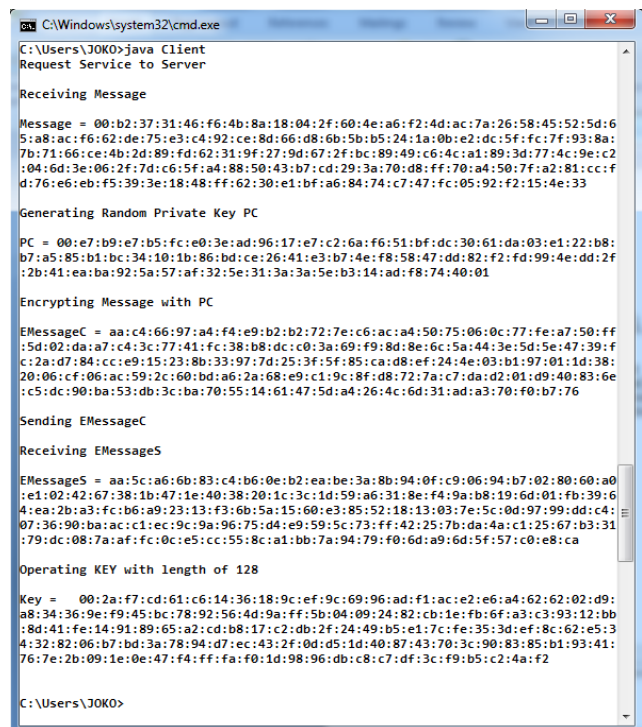 C:\Windows\system32\cmd.exe
C:\Users\JOKO>java Client
Request Service to Server
Receiving Message
Message = 00:b2:37:31:46:f6:4b:8a:18:04:2f:60:4e:a6:f2:4d:ac:7a:26:58:45:52:5d:6
5:a8:ac:f6:62:de:75:e3:c4:92:ce:8d:66:d8:6b:5b:b5:24:1a:0b:e2:dc:5f:fc:7f:93:8a:
7b:71:66:ce:4b:2d:89:fd:62:31:9f:27:9d:67:2f:bc:89:49:c6:4c:a1:89:3d:77:4c:9e:c2
:04:6d:3e:06:2f:7d:c6:5f:a4:88:50:43:b7:cd:29:3a:70:d8:ff:70:a4:50:7f:a2:81:cc:f
d:76:e6:eb:f5:39:3e:18:48:ff:62:30:e1:bf:a6:84:74:c7:47:fc:05:92:f2:15:4e:33
Generating Random Private Key PC
PC = 00:e7:b9:e7:b5:fc:e0:3e:ad:96:17:e7:c2:6a:f6:51:bf:dc:30:61:da:03:e1:22:b8:
b7:a5:85:b1:bc:34:10:1b:86:bd:ce:26:41:e3:b7:4e:f8:58:47:dd:82:f2:fd:99:4e:dd:2f
:2b:41:ea:ba:92:5a:57:af:32:5e:31:3a:3a:5e:b3:14:ad:f8:74:40:01
Encrypting Message with PC
EMessageC = aa:c4:66:97:a4:f4:e9:b2:b2:72:7e:c6:ac:a4:50:75:06:0c:77:fe:a7:50:ff
:5d:02:da:a7:c4:3c:77:41:fc:38:b8:dc:c0:3a:69:f9:8d:8e:6c:5a:44:3e:5d:5e:47:39:f
c:2a:d7:84:cc:e9:15:23:8b:33:97:7d:25:3f:5f:85:ca:d8:ef:24:4e:03:b1:97:01:1d:38:
20:06:cf:06:ac:59:2c:60:bd:a6:2a:68:e9:c1:9c:8f:d8:72:7a:c7:da:d2:01:d9:40:83:6e
:c5:dc:90:ba:53:db:3c:ba:70:55:14:61:47:5d:a4:26:4c:6d:31:ad:a3:70:f0:b7:76
Sending EMessageC
Receiving EMessageS
EMessageS = aa:5c:a6:6b:83:c4:b6:0e:b2:ea:be:3a:8b:94:0f:c9:06:94:b7:02:80:60:a0
:e1:02:42:67:38:1b:47:1e:40:38:20:1c:3c:1d:59:a6:31:8e:f4:9a:b8:19:6d:01:fb:39:6
4:ea:2b:a3:fc:b6:a9:23:13:f3:6b:5a:15:60:e3:85:52:18:13:03:7e:5c:0d:97:99:dd:c4:
07:36:90:ba:ac:c1:ec:9c:9a:96:75:d4:e9:59:5c:73:ff:42:25:7b:da:4a:c1:25:67:b3:31
:79:dc:08:7a:af:fc:0c:e5:cc:55:8c:a1:bb:7a:94:79:f0:6d:a9:6d:5f:57:c0:e8:ca
Operating KEY with length of 128
Key =   00:2a:f7:cd:61:c6:14:36:18:9c:ef:9c:69:96:ad:f1:ac:e2:e6:a4:62:62:02:d9:
a8:34:36:9e:f9:45:bc:78:92:56:4d:9a:ff:5b:04:09:24:82:cb:1e:fb:6f:a3:c3:93:12:bb
:8d:41:fe:14:91:89:65:a2:cd:b8:17:c2:db:2f:24:49:b5:e1:7c:fe:35:3d:ef:8c:62:e5:3
4:32:82:06:b7:bd:3a:78:94:d7:ec:43:2f:0d:d5:1d:40:87:43:70:3c:90:83:85:b1:93:41:
76:7e:2b:09:1e:0e:47:f4:ff:fa:f0:1d:98:96:db:c8:c7:df:3c:f9:b5:c2:4a:f2
C:\Users\JOKO>